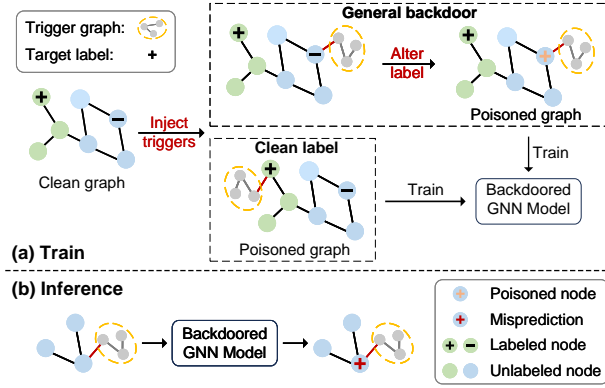 Trigger graph:
Target label: +
+
−
Clean graph
Inject
triggers
General backdoor
+
−
Alter
label
+
+
Poisoned graph
Clean label
+
−
Poisoned graph
Train
Train
Backdoored
GNN Model
(a) Train
(b) Inference
Backdoored
GNN Model
+
+ Poisoned node
+ Misprediction
+ − Labeled node
Unlabeled node